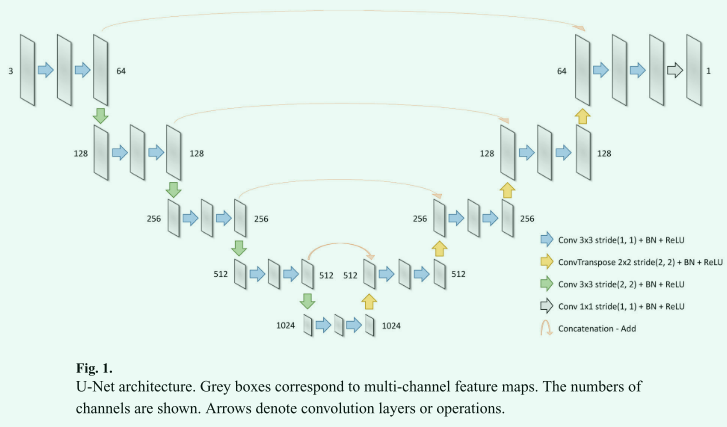 3
64
64
1
128
128
128
128
256
256
256
256
512
512
512
512
1024
1024
Conv 3x3 stride(1, 1) + BN + ReLU
ConvTranspose 2x2 stride(2, 2) + BN + ReLU
Conv 3x3 stride(2, 2) + BN + ReLU
Conv 1x1 stride(1, 1) + BN + ReLU
Concatenation - Add
Fig. 1.
U-Net architecture. Grey boxes correspond to multi-channel feature maps. The numbers of
channels are shown. Arrows denote convolution layers or operations.